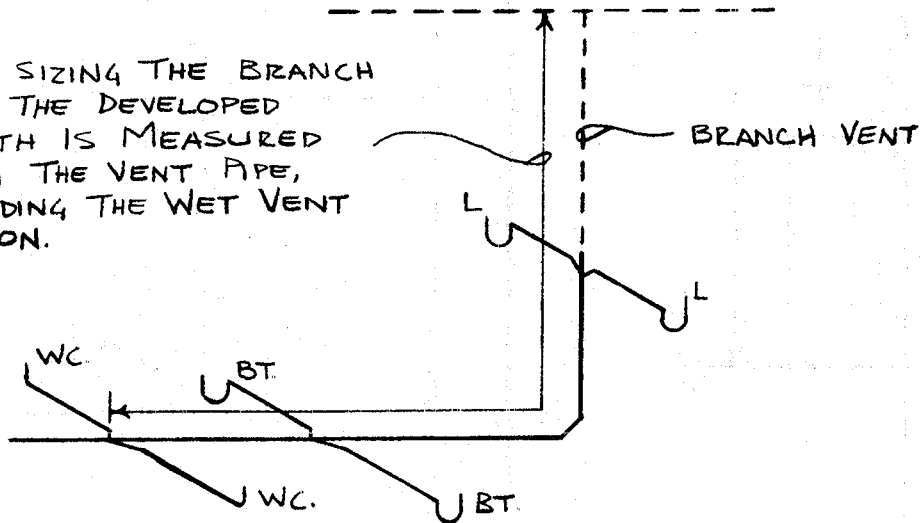 SIZING THE BRANCH
THE DEVELOPED
TH IS MEASURED
THE VENT PIPE,
DING THE WET VENT
ON.
BRANCH VENT
L
L
WC.
BT
WC.
BT